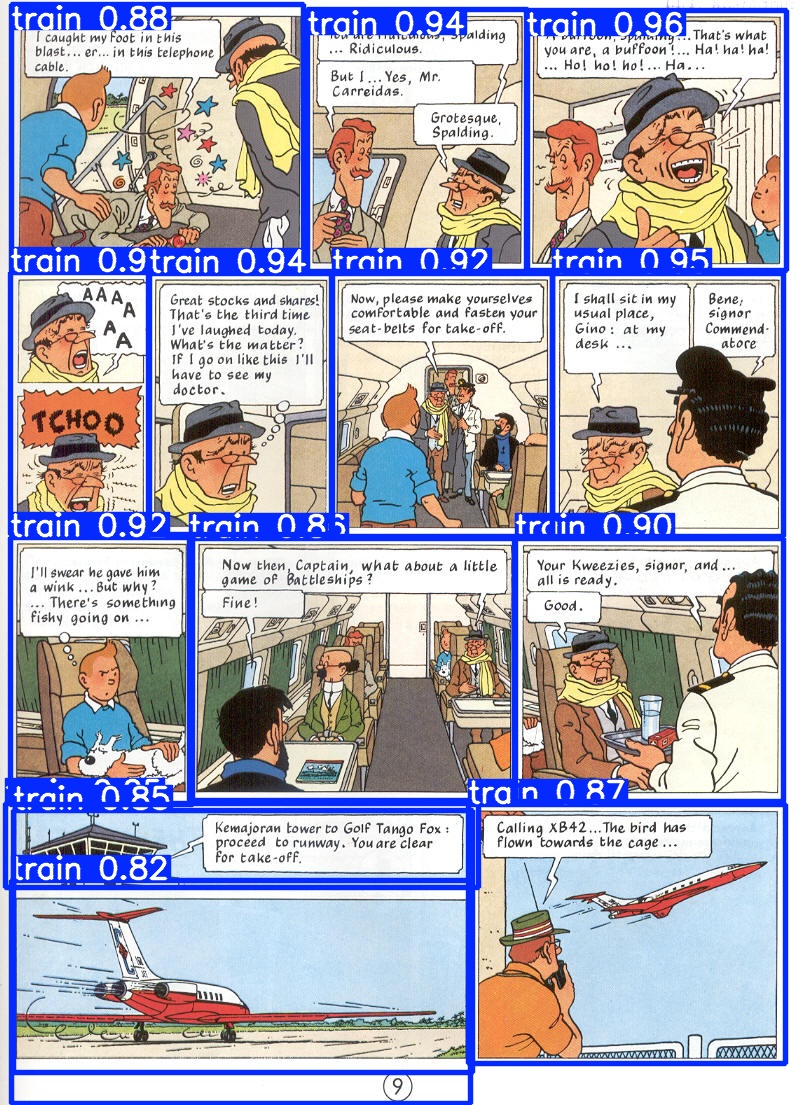 train 0.88
I caught my foot in this
blast... er... in this telephone
cable.
train 0.94
You are ridiculous, Spalding
... Ridiculous.
But I... Yes, Mr.
Carreidas.
Grotesque,
Spalding.
train 0.96
A buffoon, Spalding... That's what
you are, a buffoon!... Ha! ha! ha!
... Ho! ho! ho!... Ha...
train 0.9
AAAA
AA
TCHOO
train 0.94
Great stocks and shares!
That's the third time
I've laughed today.
What's the matter?
If I go on like this I'll
have to see my
doctor.
train 0.92
Now, please make yourselves
comfortable and fasten your
seat-belts for take-off.
train 0.95
I shall sit in my
usual place,
Gino: at my
desk ...
Bene,
signor
Commend-
atore
train 0.92
I'll swear he gave him
a wink ... But why?
... There's something
fishy going on ...
train 0.86
Now then, Captain, what about a little
game of Battleships?
Fine!
train 0.90
Your Kweezies, signor, and ...
all is ready.
Good.
train 0.85
Kemajoran tower to Golf Tango Fox:
proceed to runway. You are clear
for take-off.
train 0.82
train 0.87
Calling XB42...The bird has
flown towards the cage ...
9